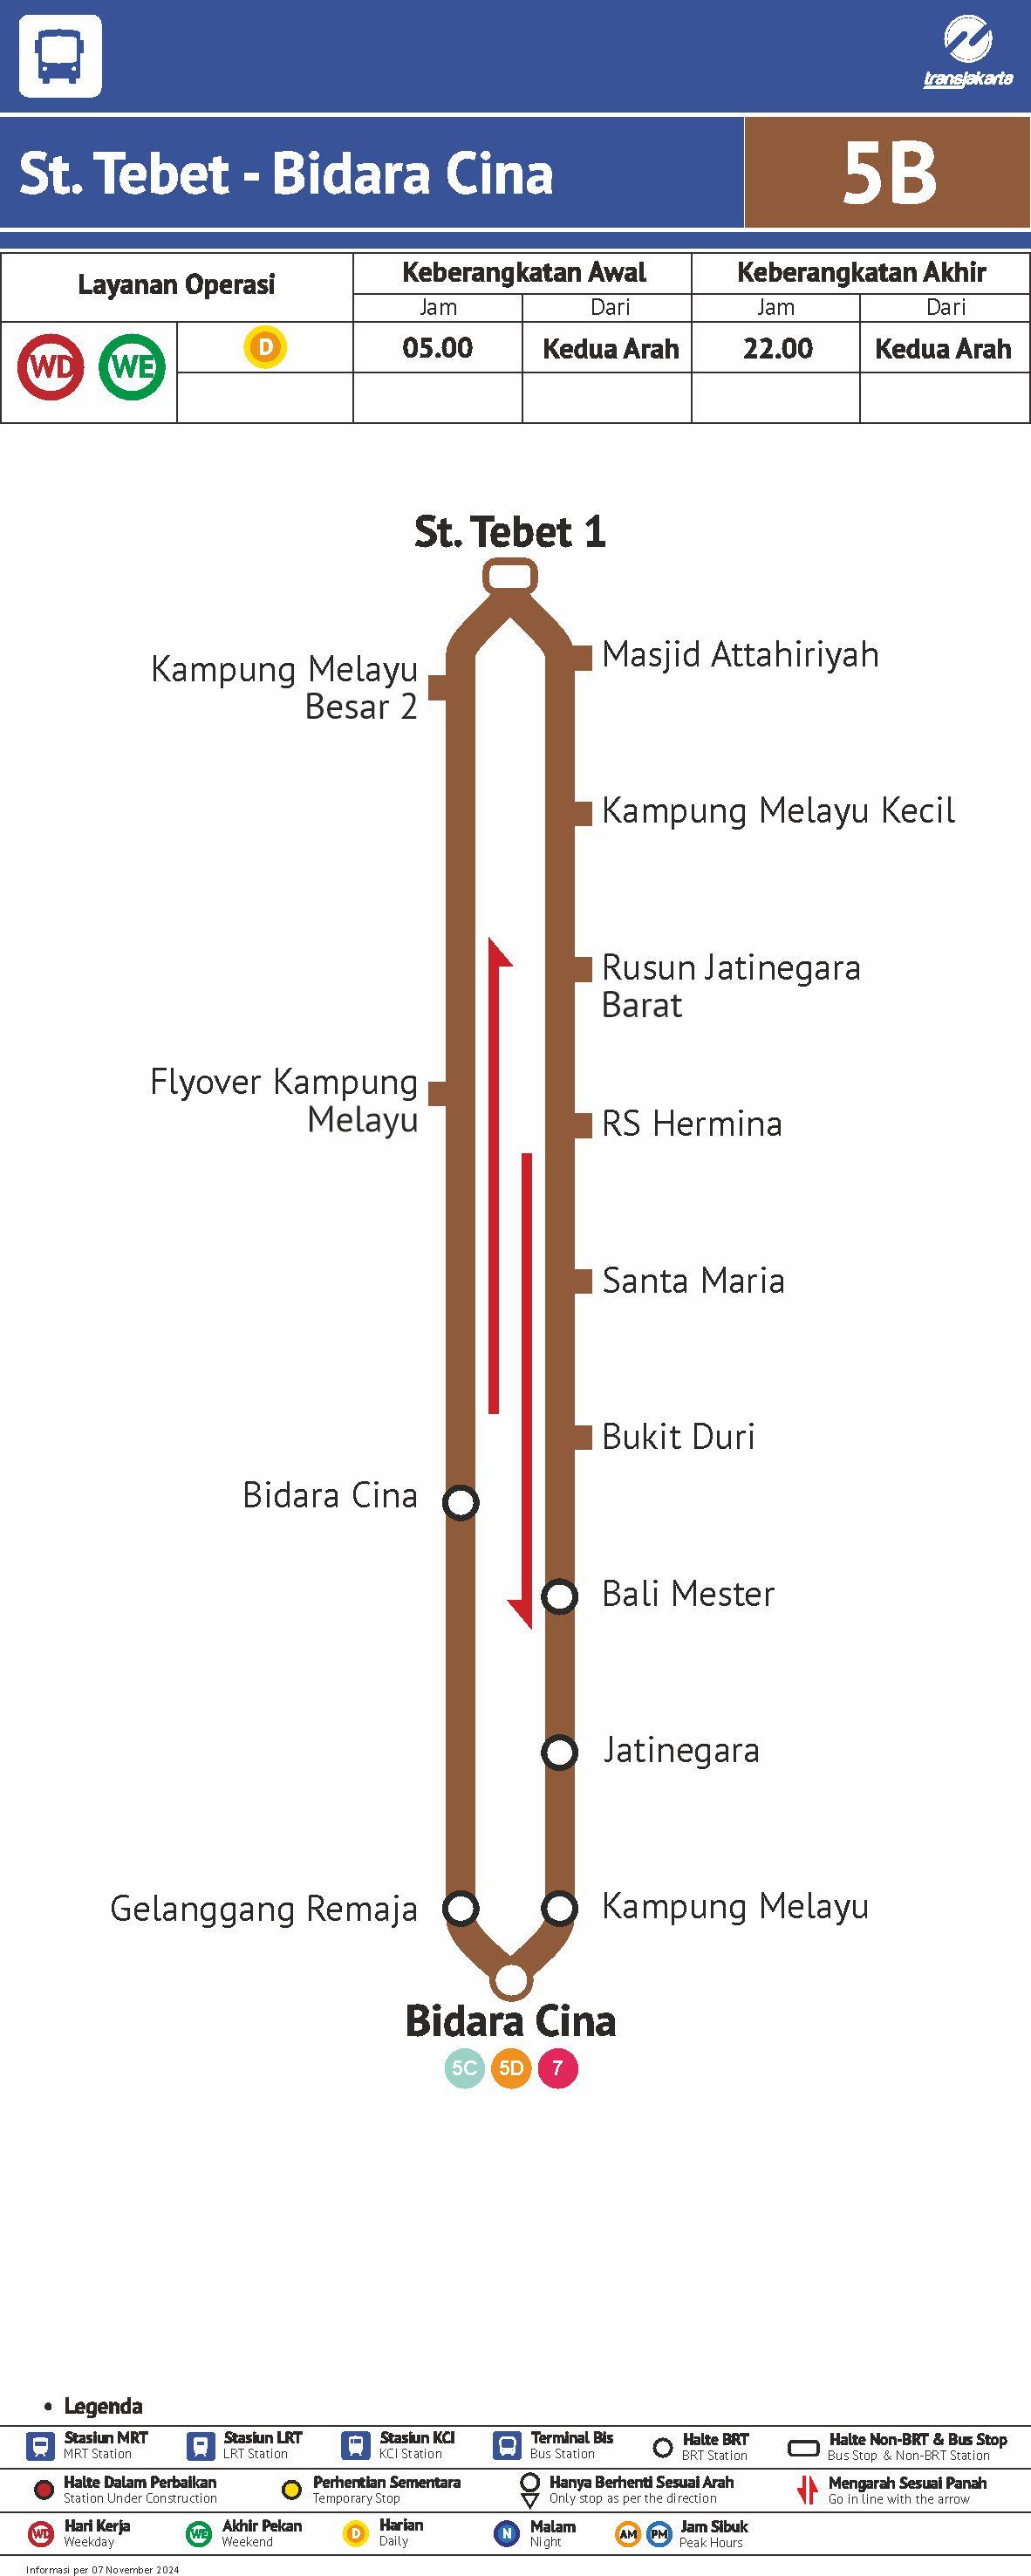 transjakarta
St. Tebet - Bidara Cina
5B
Layanan Operasi
Keberangkatan Awal
Keberangkatan Akhir
Jam
Dari
Jam
Dari
WD
WE
D
05.00
Kedua Arah
22.00
Kedua Arah
St. Tebet 1
Masjid Attahiriyah
Kampung Melayu
Besar 2
Kampung Melayu Kecil
Rusun Jatinegara
Barat
Flyover Kampung
Melayu
RS Hermina
Santa Maria
Bukit Duri
Bidara Cina
Bali Mester
Jatinegara
Gelanggang Remaja
Kampung Melayu
Bidara Cina
5C
5D
7
• Legenda
Stasiun MRT
MRT Station
Stasiun LRT
LRT Station
Stasiun KCI
KCI Station
Terminal Bis
Bus Station
Halte BRT
BRT Station
Halte Non-BRT & Bus Stop
Bus Stop & Non-BRT Station
Halte Dalam Perbaikan
Station Under Construction
Perhentian Sementara
Temporary Stop
Hanya Berhenti Sesuai Arah
Only stop as per the direction
Mengarah Sesuai Panah
Go in line with the arrow
WD
Hari Kerja
Weekday
WE
Akhir Pekan
Weekend
D
Harian
Daily
N
Malam
Night
AM
PM
Jam Sibuk
Peak Hours
Informasi per 07 November 2024